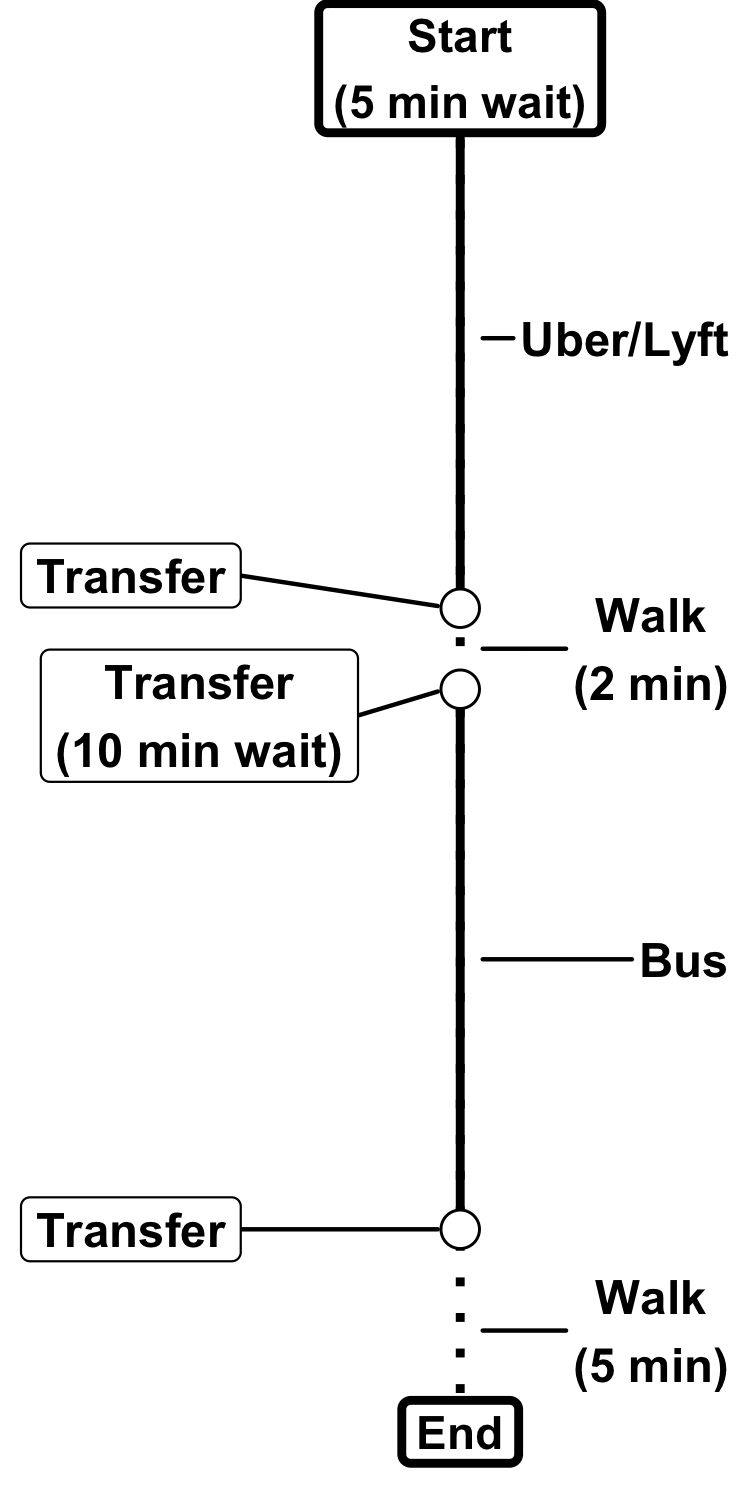 Start
(5 min wait)
Uber/Lyft
Transfer
Walk
(2 min)
Transfer
(10 min wait)
Bus
Transfer
Walk
(5 min)
End